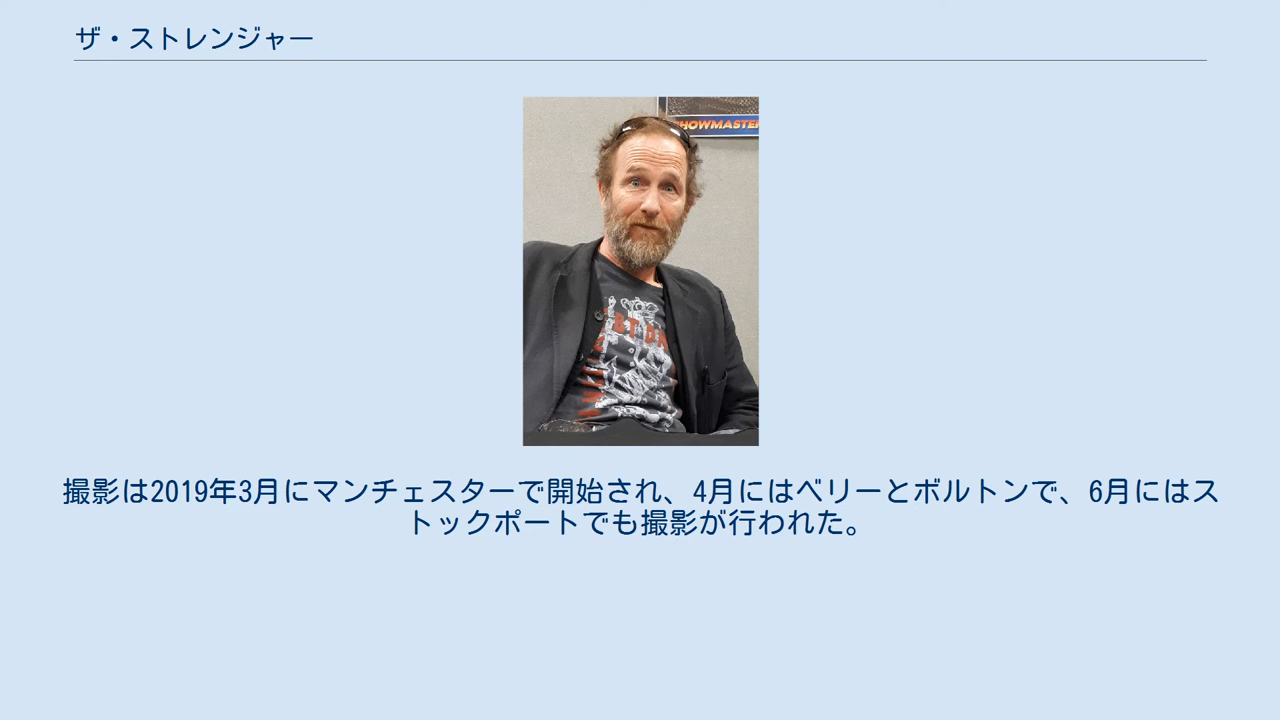 ザ・ストレンジャー
SHOWMASTER
撮影は2019年3月にマンチェスターで開始され、4月にはベリーとボルトンで、6月にはス
トックポートでも撮影が行われた。